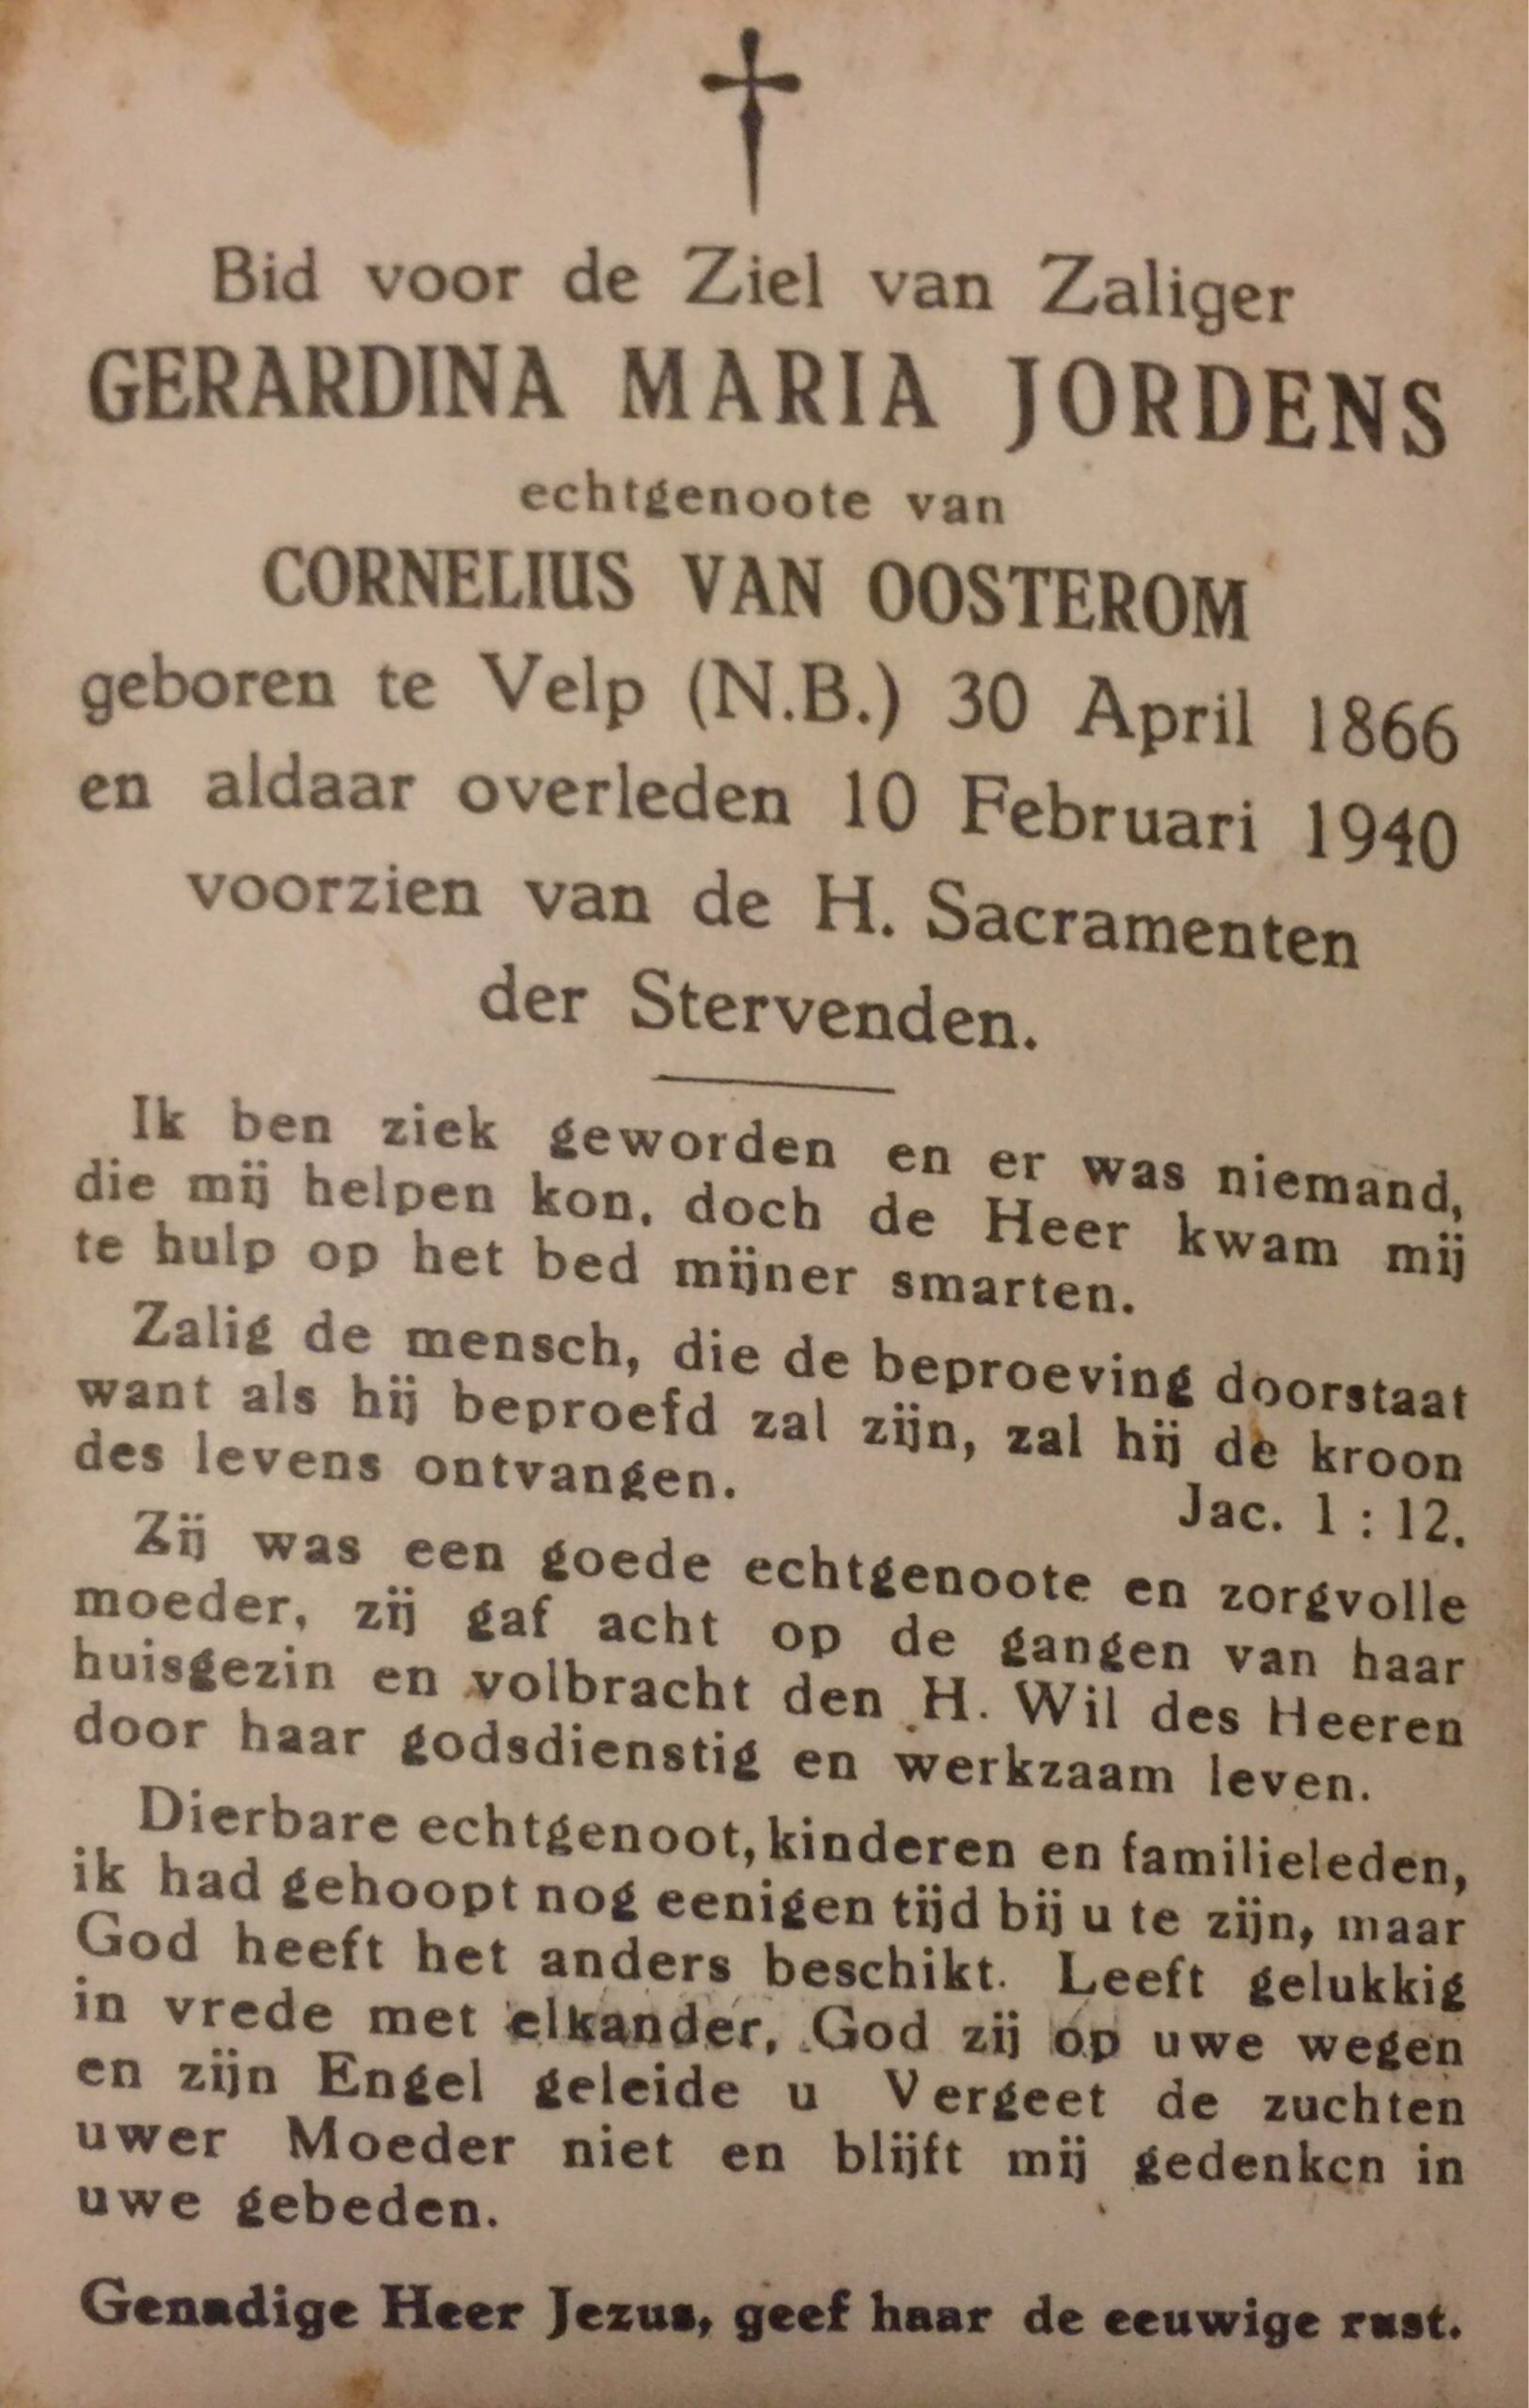 Bid voor de Ziel van Zaliger
GERARDINA MARIA JORDENS
echtgenoote van
CORNELIUS VAN OOSTEROM
geboren te Velp (N.B.) 30 April 1866
en aldaar overleden 10 Februari 1940
voorzien van de H. Sacramenten
der Stervenden.
Ik ben ziek geworden en er was niemand,
die mij helpen kon, doch de Heer kwam mij
te hulp op het bed mijner smarten.
Zalig de mensch, die de beproeving doorstaat
want als hij beproefd zal zijn, zal hij de kroon
des levens ontvangen.
Jac. 1 : 12.
Zij was een goede echtgenoote en zorgvolle
moeder, zij gaf acht op de gangen van haar
huisgezin en volbracht den H. Wil des Heeren
door haar godsdienstig en werkzaam leven.
Dierbare echtgenoot, kinderen en familieleden,
ik had gehoopt nog eenigen tijd bij u te zijn, maar
God heeft het anders beschikt. Leeft gelukkig
in vrede met elkander, God zij op uwe wegen
en zijn Engel geleide u Vergeet de zuchten
uwer Moeder niet en blijft mij gedenken in
uwe gebeden.
Genadige Heer Jezus, geef haar de eeuwige rust.